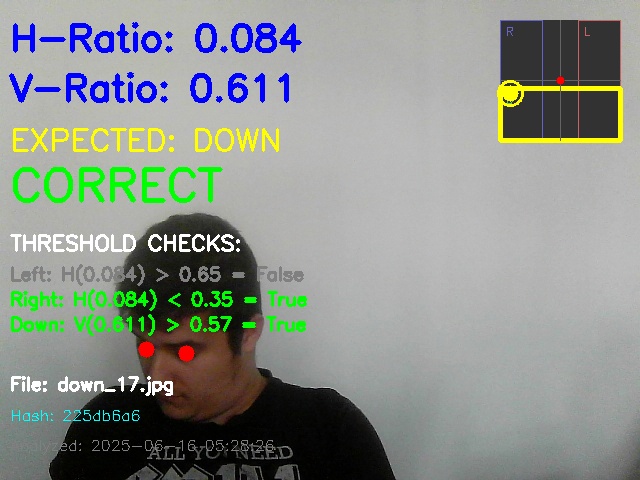 H-Ratio: 0.084
R
L
V-Ratio: 0.611
EXPECTED: DOWN
CORRECT
THRESHOLD CHECKS:
Left: H(0.084) > 0.65 = False
Right: H(0.084) < 0.35 = True
Down: V(0.611) > 0.57 = True
File: down_17.jpg
Hash: 225db6a6
Analyzed: 2025-06-16 05:28:26
ALL YOU NEED